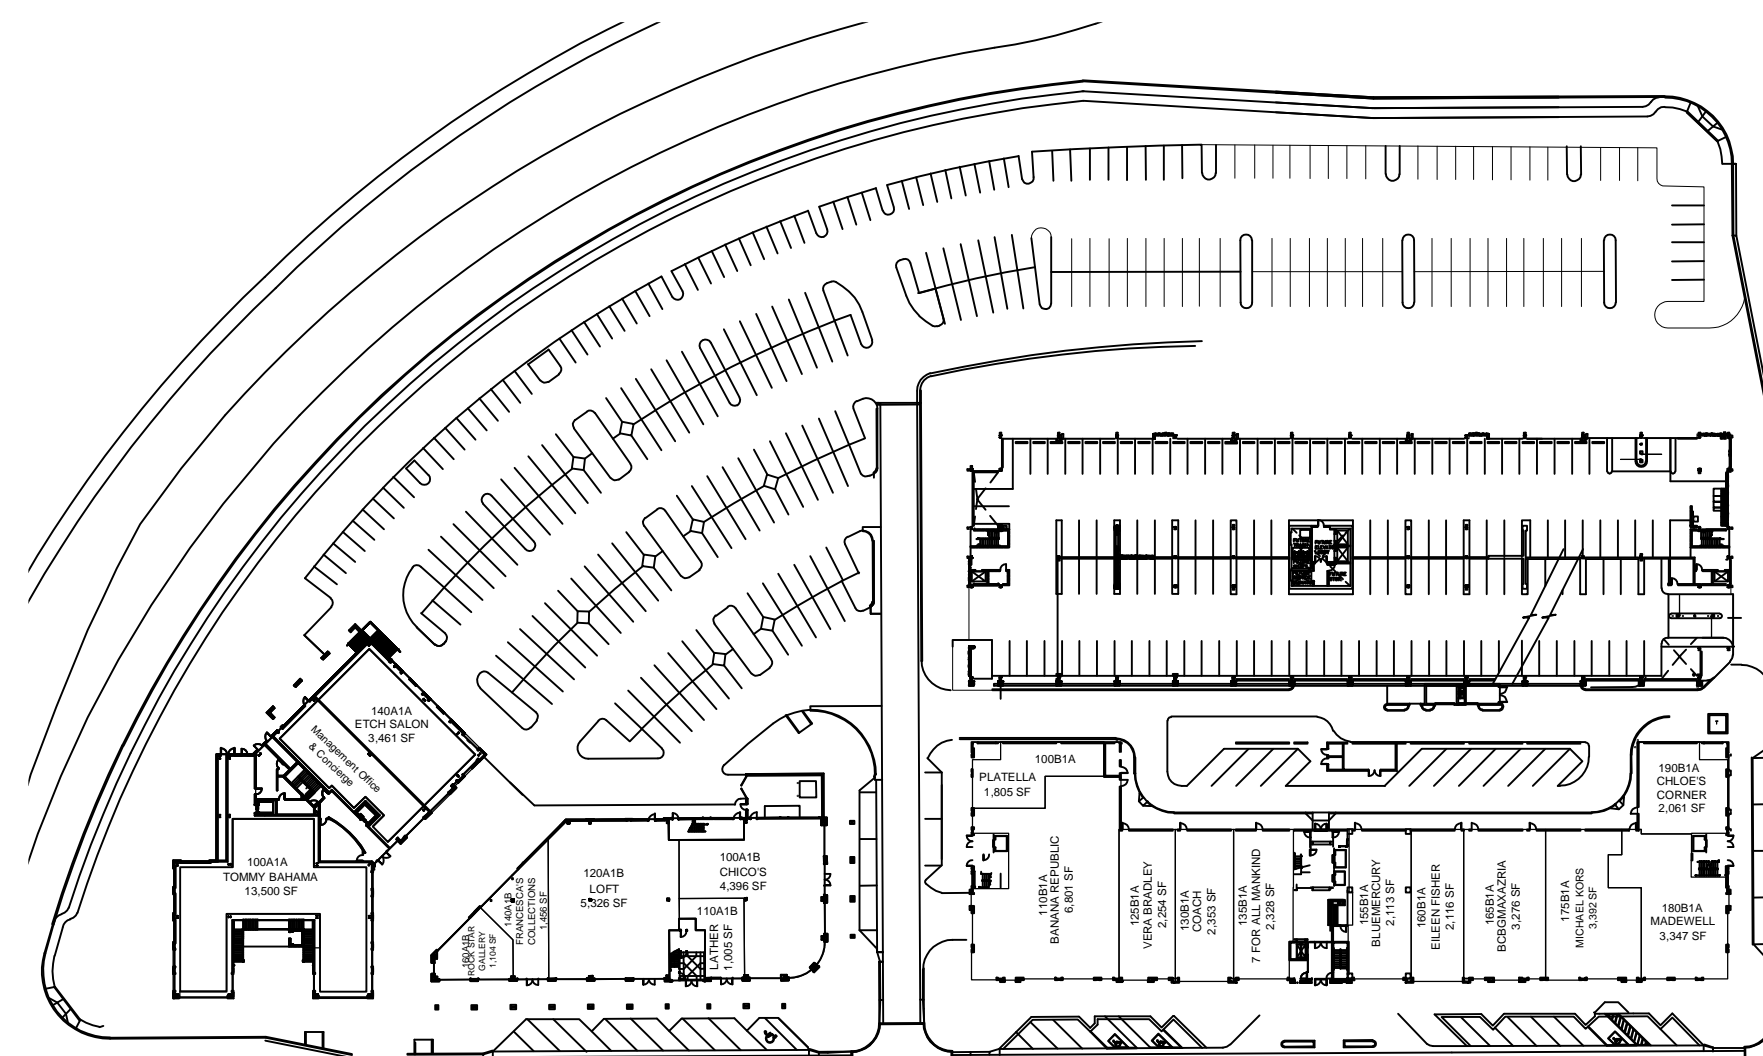 140A1A
ETCH SALON
3,461 SF
Management Office
& Concierge
100A1A
TOMMY BAHAMA
13,500 SF
160A1B
ROCK STAR
GALLERY
1,104 SF
140A1B
FRANCESCA'S
COLLECTIONS
1,456 SF
120A1B
LOFT
5,326 SF
100A1B
CHICO'S
4,396 SF
110A1B
LATHER
1,005 SF
100B1A
PLATELLA
1,805 SF
110B1A
BANANA REPUBLIC
6,801 SF
125B1A
VERA BRADLEY
2,254 SF
130B1A
COACH
2,353 SF
135B1A
7 FOR ALL MANKIND
2,328 SF
155B1A
BLUEMERCURY
2,113 SF
160B1A
EILEEN FISHER
2,116 SF
165B1A
BCBGMAXAZRIA
3,276 SF
175B1A
MICHAEL KORS
3,392 SF
180B1A
MADEWELL
3,347 SF
190B1A
CHLOE'S
CORNER
2,061 SF